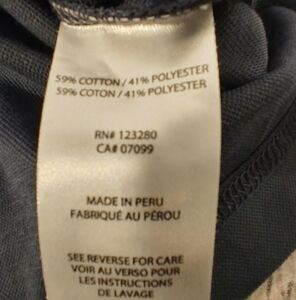 59% COTTON / 41% POLYESTER
59% COTON / 41% POLYESTER
RN# 123280
CA# 07099
MADE IN PERU
FABRIQUÉ AU PÉROU
SEE REVERSE FOR CARE
VOIR AU VERSO POUR
LES INSTRUCTIONS
DE LAVAGE